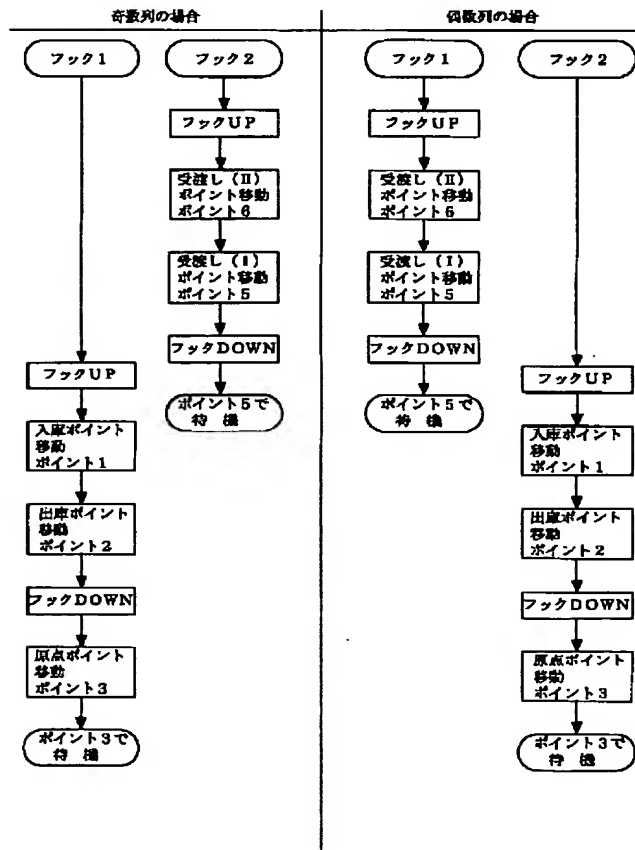 奇数列の場合
フック1
フックUP
入庫ポイント
移動
ポイント1
出庫ポイント
移動
ポイント2
フックDOWN
原点ポイント
移動
ポイント3
ポイント3で
待 機
フック2
フックUP
受渡し(II)
ポイント移動
ポイント6
受渡し(I)
ポイント移動
ポイント5
フックDOWN
ポイント5で
待 機
偶数列の場合
フック1
フックUP
受渡し(II)
ポイント移動
ポイント6
受渡し(I)
ポイント移動
ポイント5
フックDOWN
ポイント5で
待 機
フック2
フックUP
入庫ポイント
移動
ポイント1
出庫ポイント
移動
ポイント2
フックDOWN
原点ポイント
移動
ポイント3
ポイント3で
待 機